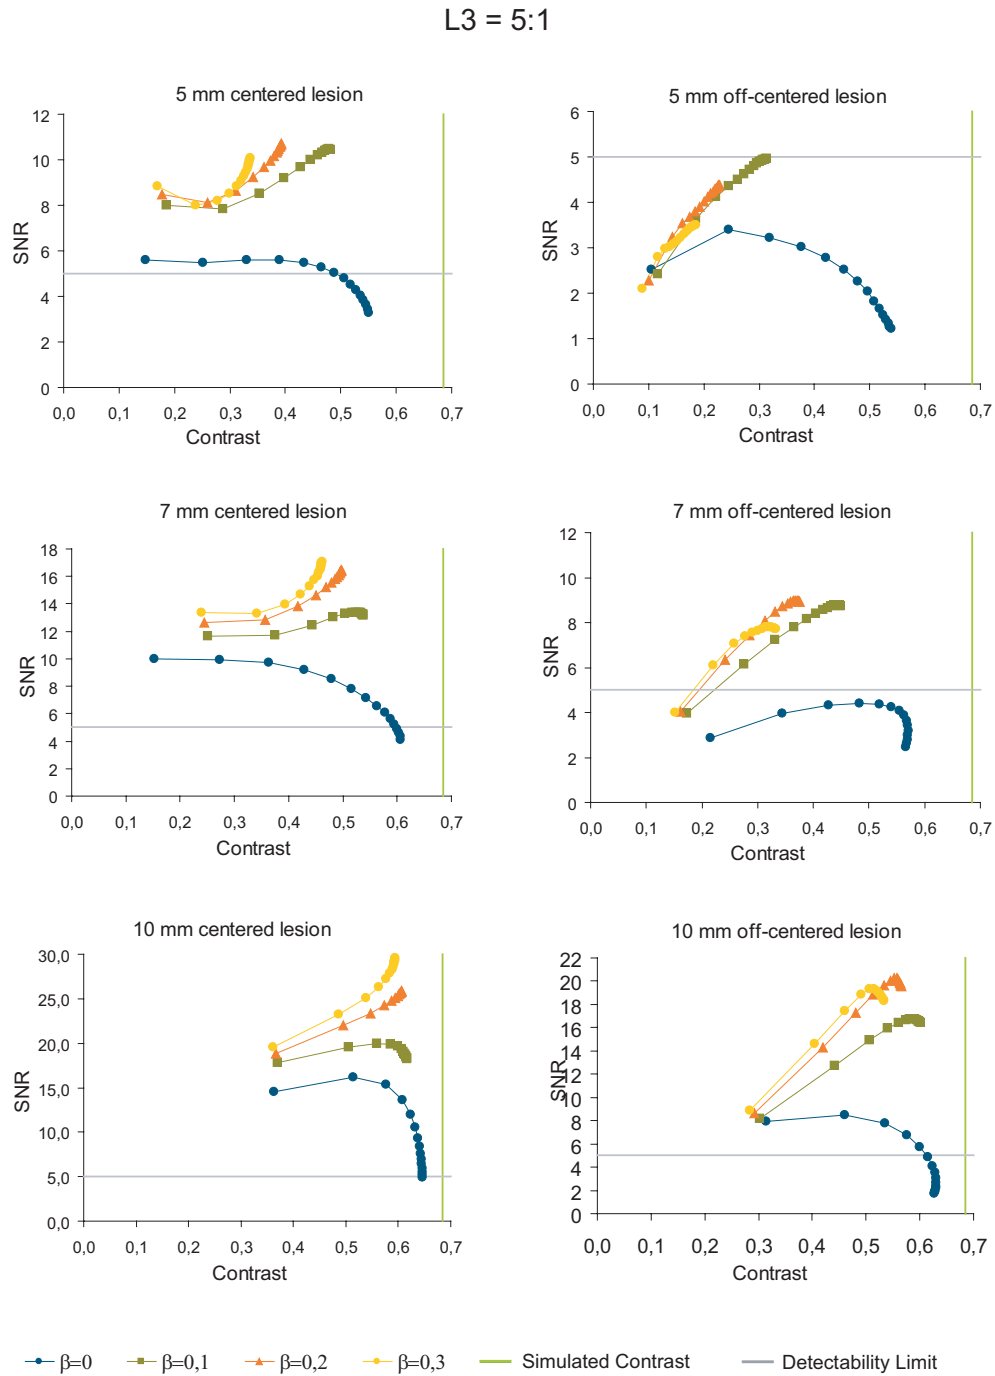 L3 = 5:1
5 mm centered lesion
12
10
8
6
4
2
0
SNR
0,0 0,1 0,2 0,3 0,4 0,5 0,6 0,7
Contrast
5 mm off-centered lesion
6
5
4
3
2
1
0
SNR
0,0 0,1 0,2 0,3 0,4 0,5 0,6 0,7
Contrast
7 mm centered lesion
18
16
14
12
10
8
6
4
2
0
SNR
0,0 0,1 0,2 0,3 0,4 0,5 0,6 0,7
Contrast
7 mm off-centered lesion
12
10
8
6
4
2
0
SNR
0,0 0,1 0,2 0,3 0,4 0,5 0,6 0,7
Contrast
10 mm centered lesion
30,0
25,0
20,0
15,0
10,0
5,0
0,0
SNR
0,0 0,1 0,2 0,3 0,4 0,5 0,6 0,7
Contrast
10 mm off-centered lesion
22
20
18
16
14
12
10
8
6
4
2
0
SNR
0,0 0,1 0,2 0,3 0,4 0,5 0,6 0,7
Contrast
β=0 β=0,1 β=0,2 β=0,3 Simulated Contrast Detectability Limit